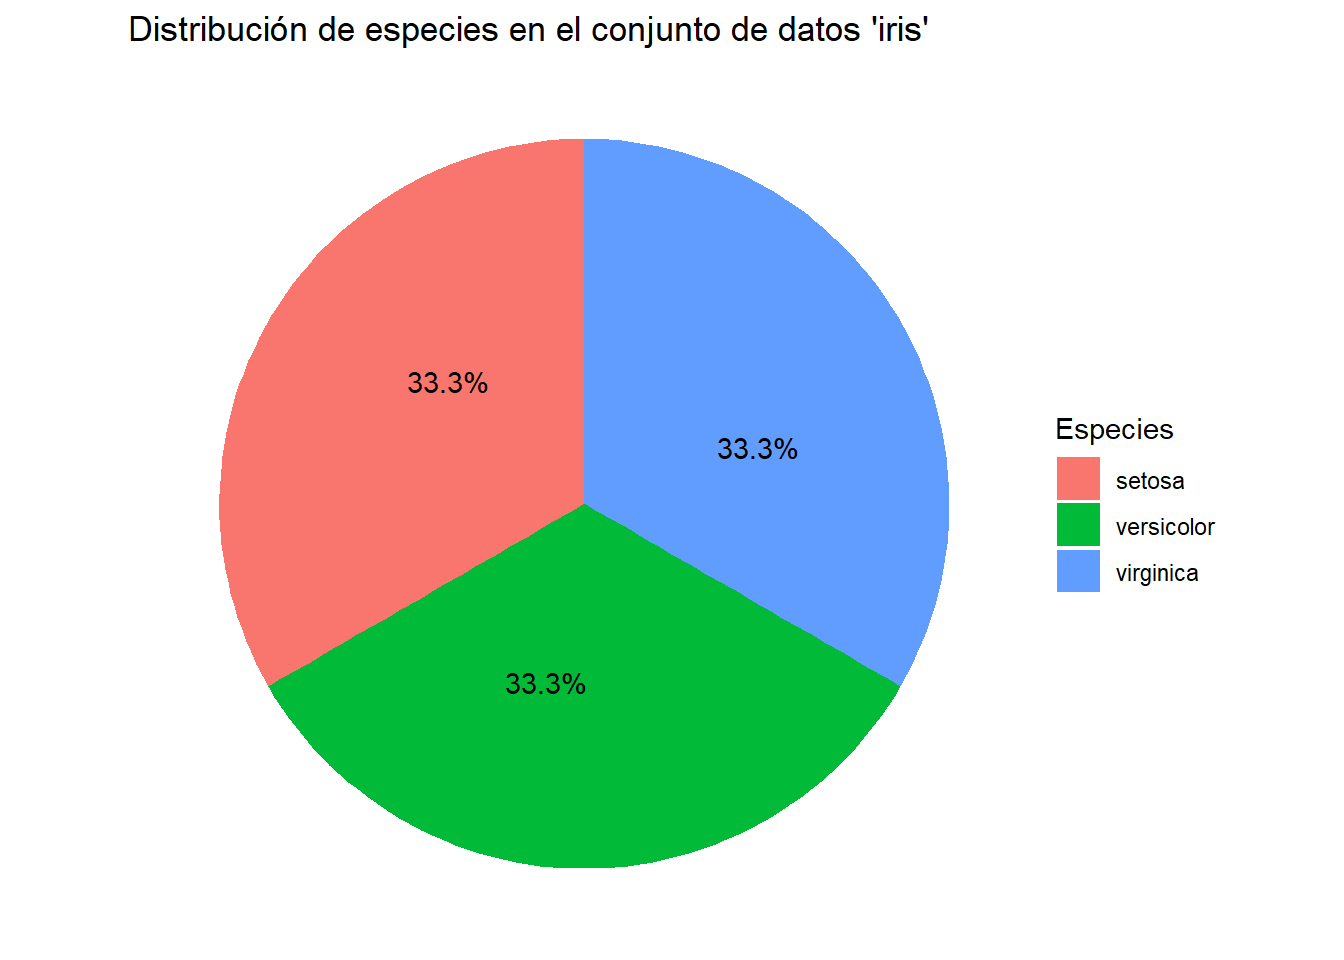 Distribución de especies en el conjunto de datos 'iris'
33.3%
33.3%
33.3%
Especies
setosa
versicolor
virginica